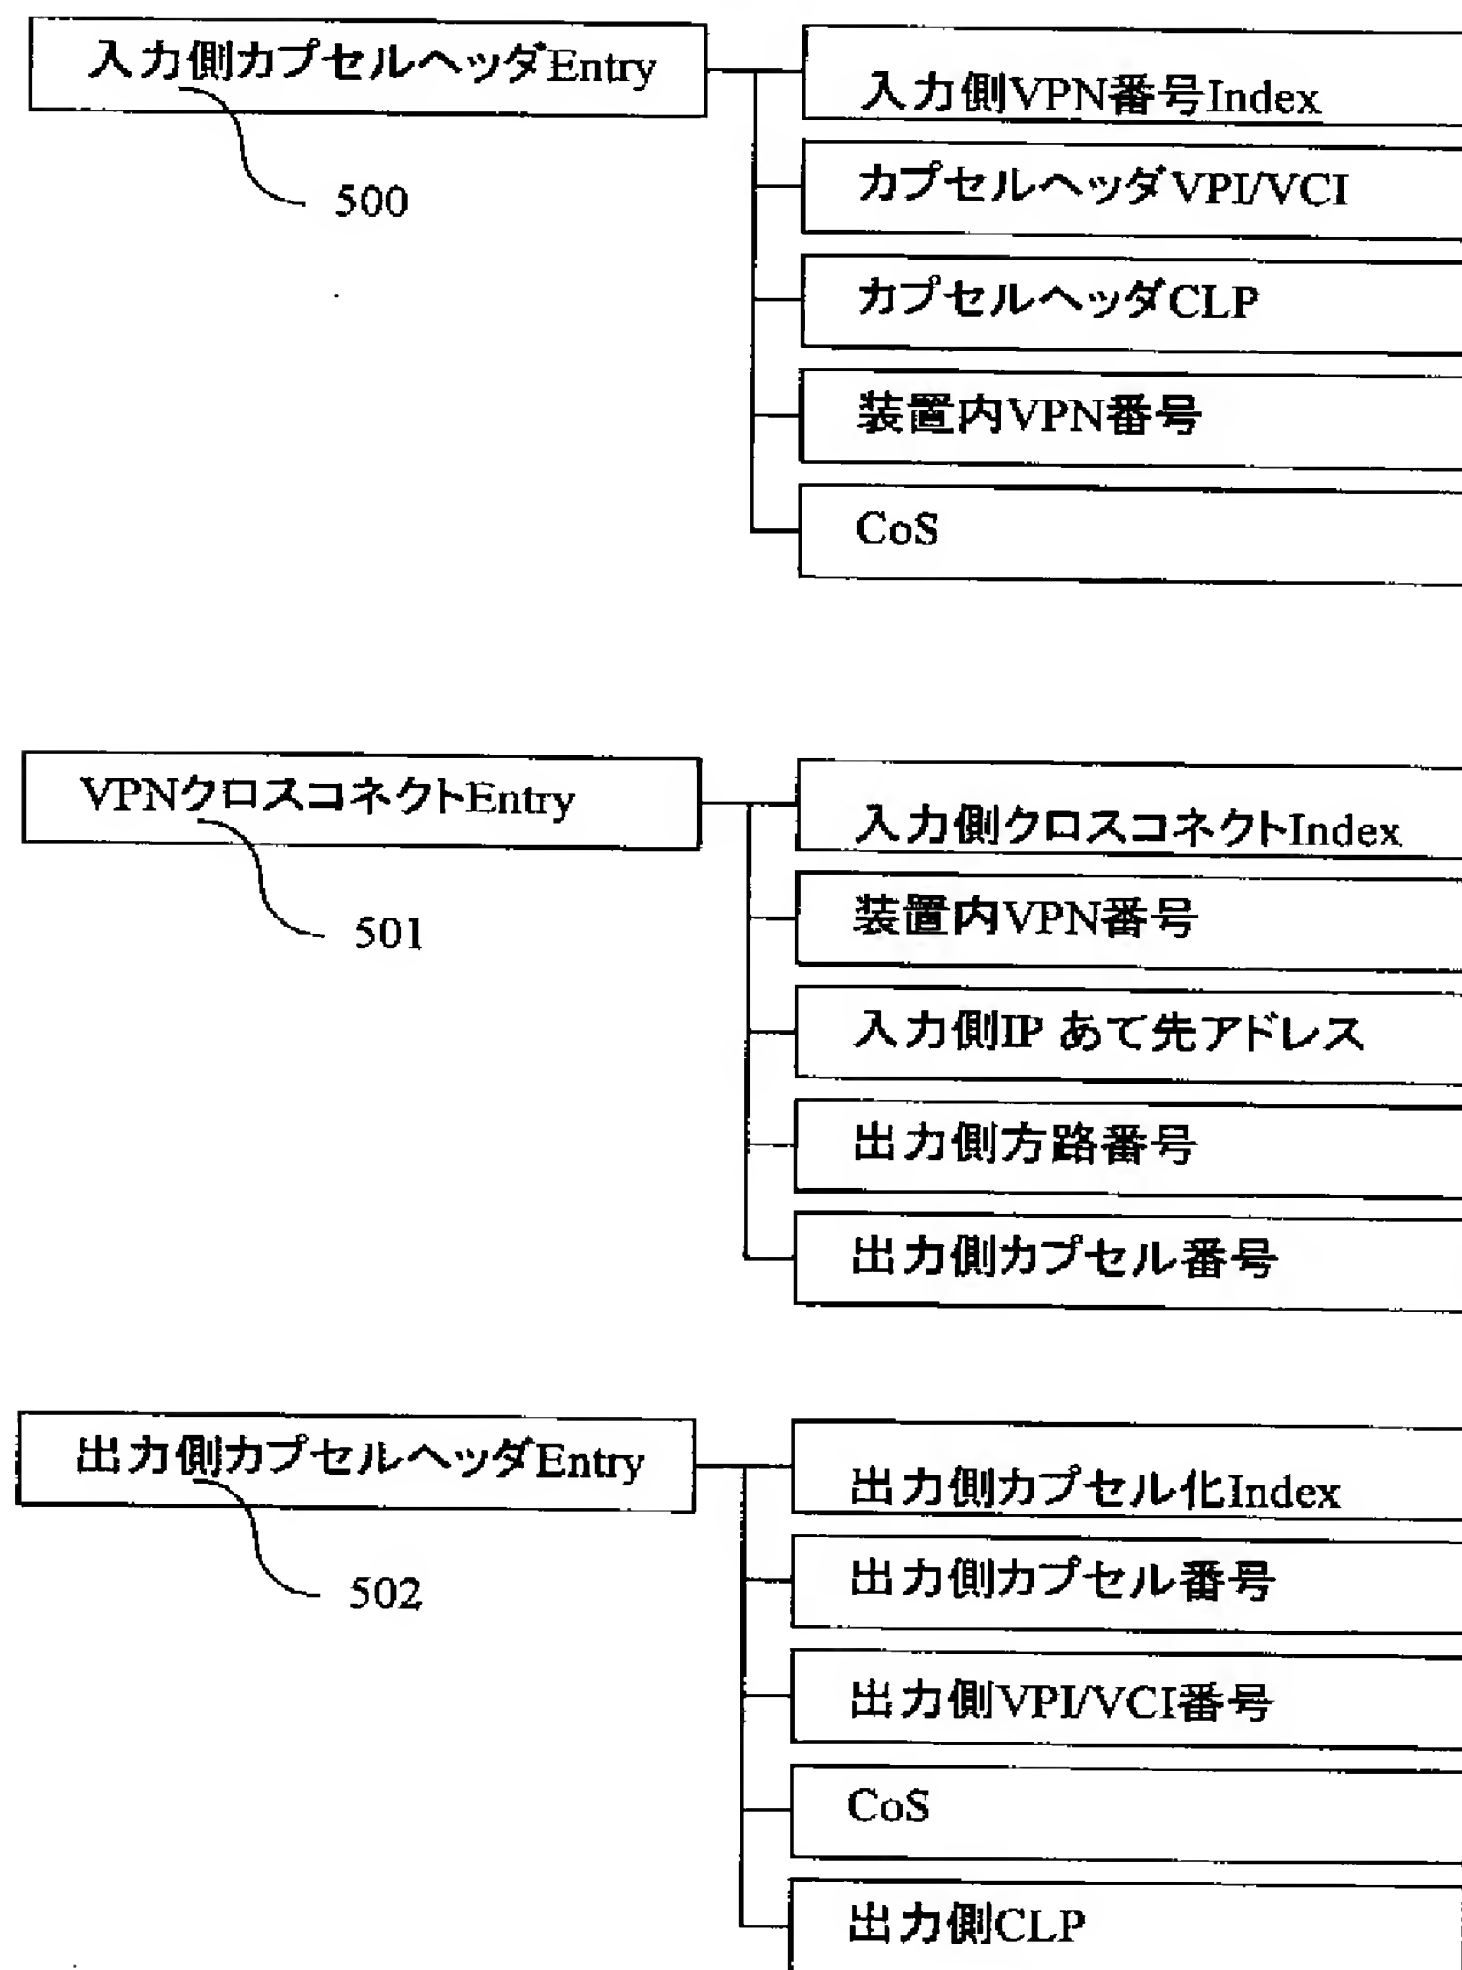 入力側カプセルヘッダEntry
500
入力側VPN番号Index
カプセルヘッダVPI/VCI
カプセルヘッダCLP
装置内VPN番号
CoS
VPNクロスコネクトEntry
501
入力側クロスコネクトIndex
装置内VPN番号
入力側IP あて先アドレス
出力側方路番号
出力側カプセル番号
出力側カプセルヘッダEntry
502
出力側カプセル化Index
出力側カプセル番号
出力側VPI/VCI番号
CoS
出力側CLP